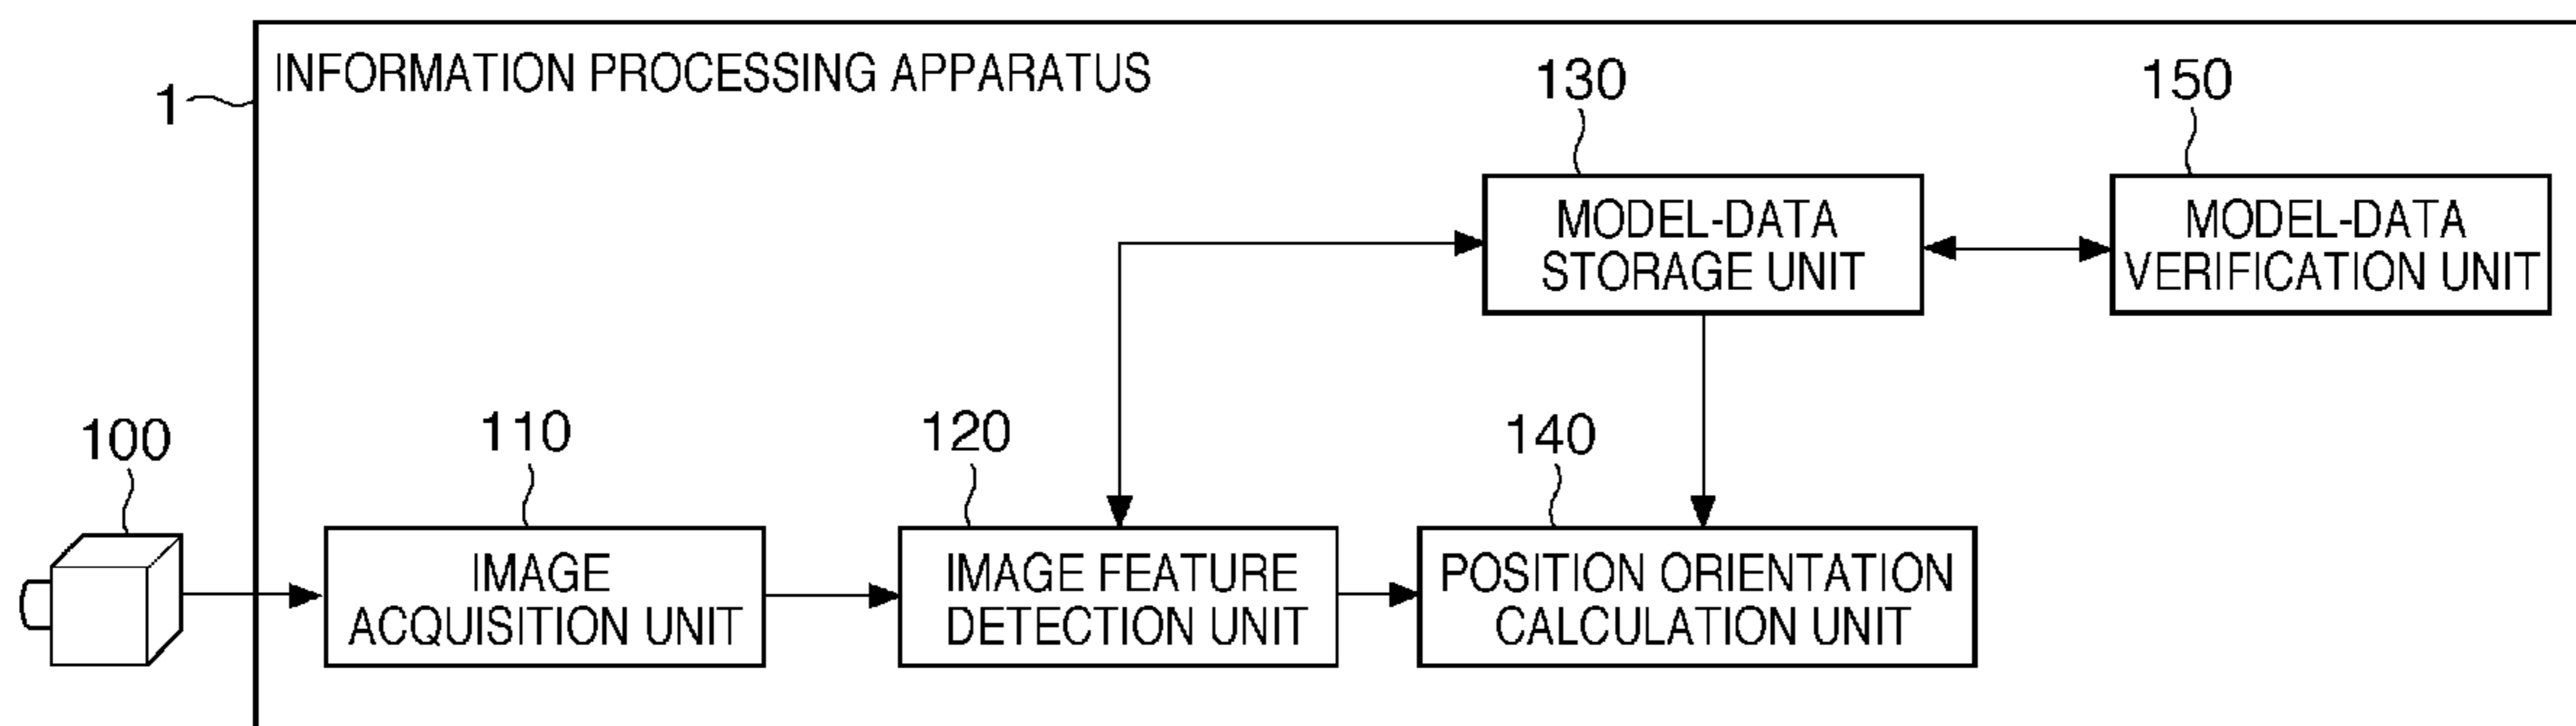 INFORMATION PROCESSING APPARATUS
1
130
150
MODEL-DATA
STORAGE UNIT
MODEL-DATA
VERIFICATION UNIT
100
110
120
140
IMAGE
ACQUISITION UNIT
IMAGE FEATURE
DETECTION UNIT
POSITION ORIENTATION
CALCULATION UNIT